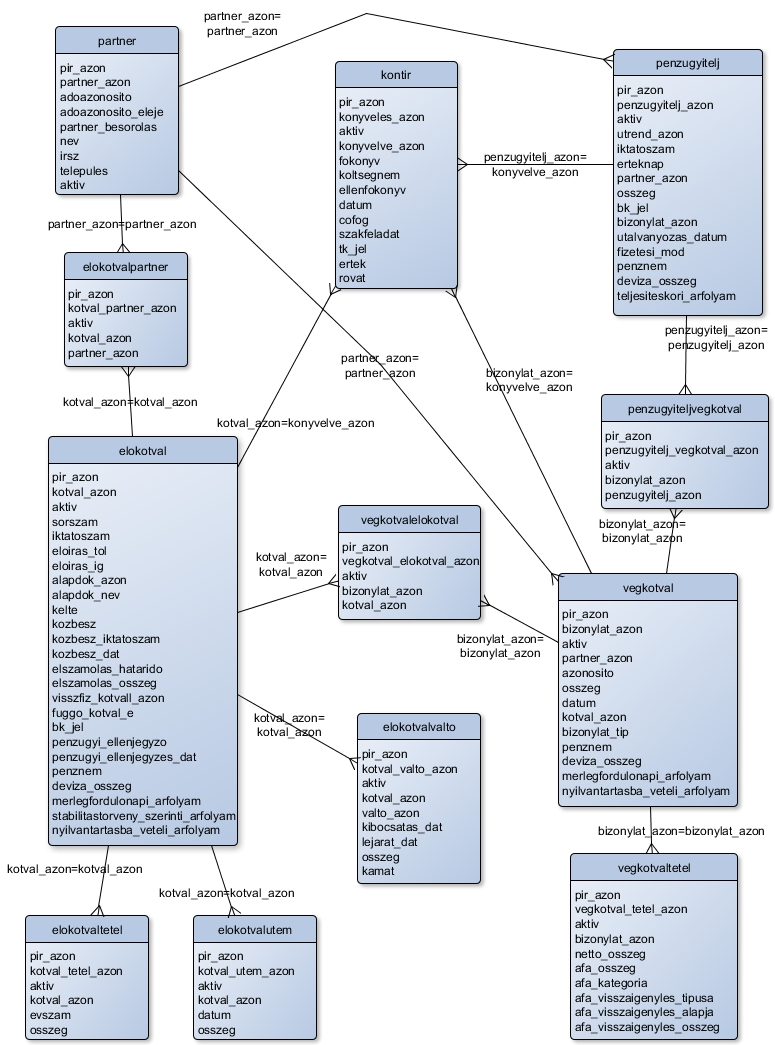 partner_azon=
partner_azon
partner
pir_azon
partner_azon
adoazonosito
adoazonosito_eleje
partner_besorolas
nev
irsz
telepules
aktiv
kontir
pir_azon
konyveles_azon
aktiv
konyvelve_azon
fokonyv
koltsegnem
ellenfokonyv
datum
cofog
szakfeladat
tk_jel
ertek
rovat
penzugyitelj
pir_azon
penzugyitelj_azon
aktiv
utrend_azon
iktatoszam
erteknap
partner_azon
osszeg
bk_jel
bizonylat_azon
utalvanyozas_datum
fizetesi_mod
penznem
deviza_osszeg
teljesiteskori_arfolyam
penzugyitelj_azon=
konyvelve_azon
partner_azon=partner_azon
elokotvalpartner
pir_azon
kotval_partner_azon
aktiv
kotval_azon
partner_azon
penzugyitelj_azon=
penzugyitelj_azon
partner_azon=
partner_azon
bizonylat_azon=
konyvelve_azon
kotval_azon=kotval_azon
kotval_azon=konyvelve_azon
penzugyiteljvegkotval
pir_azon
penzugyitelj_vegkotval_azon
aktiv
bizonylat_azon
penzugyitelj_azon
bizonylat_azon=
bizonylat_azon
elokotval
pir_azon
kotval_azon
aktiv
sorszam
iktatoszam
eloiras_tol
eloiras_ig
alapdok_azon
alapdok_nev
kelte
kozbesz
kozbesz_iktatoszam
kozbesz_dat
elszamolas_hatarido
elszamolas_osszeg
visszfiz_kotvall_azon
fuggo_kotval_e
bk_jel
penzugyi_ellenjegyzo
penzugyi_ellenjegyzes_dat
penznem
deviza_osszeg
merlegfordulonapi_arfolyam
stabilitastorveny_szerinti_arfolyam
nyilvantartasba_veteli_arfolyam
kotval_azon=
kotval_azon
vegkotvalelokotval
pir_azon
vegkotval_elokotval_azon
aktiv
bizonylat_azon
kotval_azon
bizonylat_azon=
bizonylat_azon
vegkotval
pir_azon
bizonylat_azon
aktiv
partner_azon
azonosito
osszeg
datum
kotval_azon
bizonylat_tip
penznem
deviza_osszeg
merlegfordulonapi_arfolyam
nyilvantartasba_veteli_arfolyam
kotval_azon=
kotval_azon
elokotvalvalto
pir_azon
kotval_valto_azon
aktiv
kotval_azon
valto_azon
kibocsatas_dat
lejarat_dat
osszeg
kamat
bizonylat_azon=bizonylat_azon
kotval_azon=kotval_azon
kotval_azon=kotval_azon
elokotvaltetel
pir_azon
kotval_tetel_azon
aktiv
kotval_azon
evszam
osszeg
elokotvalutem
pir_azon
kotval_utem_azon
aktiv
kotval_azon
datum
osszeg
vegkotvaltetel
pir_azon
vegkotval_tetel_azon
aktiv
bizonylat_azon
netto_osszeg
afa_osszeg
afa_kategoria
afa_visszaigenyles_tipusa
afa_visszaigenyles_alapja
afa_visszaigenyles_osszeg